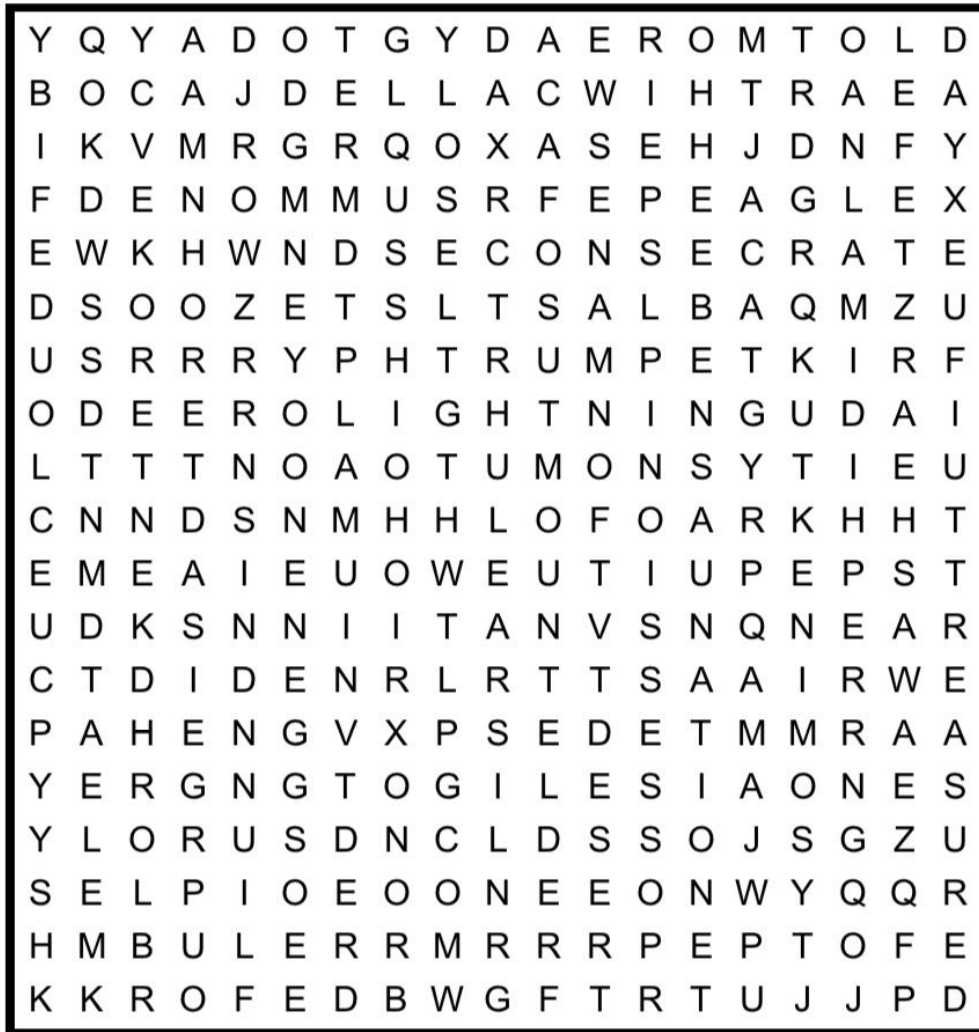 Y Q Y A D O T G Y D A E R O M T O L D
B O C A J D E L L A C W I H T R A E A
I K V M R G R Q O X A S E H J D N F Y
F D E N O M M U S R F E P E A G L E X
E W K H W N D S E C O N S E C R A T E
D S O O Z E T S L T S A L B A Q M Z U
U S R R R Y P H T R U M P E T K I R F
O D E E R O L I G H T N I N G U D A I
L T T T N O A O T U M O N S Y T I E U
C N N D S N M H H L O F O A R K H H T
E M E A I E U O W E U T I U P E P S T
U D K S N N I I T A N V S N Q N E A R
C T D I D E N R L R T T S A A I R W E
P A H E N G V X P S E D E T M M R A A
Y E R G N G T O G I L E S I A O N E S
Y L O R U S D N C L D S S O J S G Z U
S E L P I O E O O N E E O N W Y Q Q R
H M B U L E R R M R R R P E P T O F E
K K R O F E D B W G F T R T U J J P D